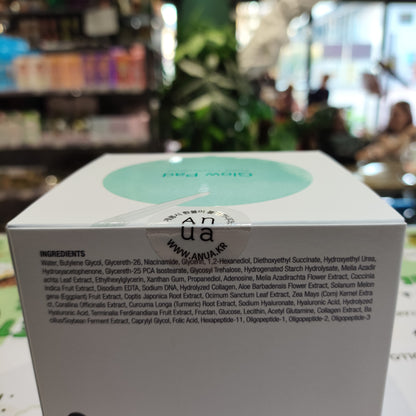 Glow Pad
An
ua
WWW.ANUA.KR
INGREDIENTS
Water, Butylene Glycol, Glycereth-26, Niacinamide, Glycerin, 1,2-Hexanediol, Diethoxyethyl Succinate, Hydroxyethyl Urea,
Hydroxyacetophenone, Glycereth-25 PCA Isostearate, Glycosyl Trehalose, Hydrogenated Starch Hydrolysate, Melia Azadir
achta Leaf Extract, Ethylhexylglycerin, Xanthan Gum, Propanediol, Adenosine, Melia Azadirachta Flower Extract, Coccinia
Indica Fruit Extract, Disodium EDTA, Sodium DNA, Hydrolyzed Collagen, Aloe Barbadensis Flower Extract, Solanum Melon
gena (Eggplant) Fruit Extract, Coptis Japonica Root Extract, Ocimum Sanctum Leaf Extract, Zea Mays (Corn) Kernel Extra
ct, Corallina Officinalis Extract, Curcuma Longa (Turmeric) Root Extract, Sodium Hyaluronate, Hyaluronic Acid, Hydrolyzed
Hyaluronic Acid, Terminalia Ferdinandiana Fruit Extract, Fructan, Glucose, Lecithin, Acetyl Glutamine, Collagen Extract, Ba
cillus/Soybean Ferment Extract, Caprylyl Glycol, Folic Acid, Hexapeptide-11, Oligopeptide-1, Oligopeptide-2, Oligopeptide-3